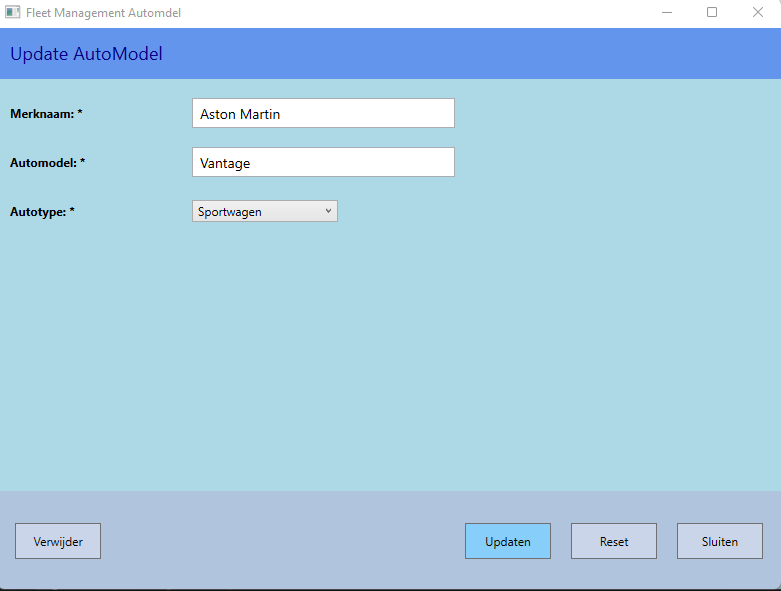 Fleet Management Automdel
Update AutoModel
Merknaam: *
Aston Martin
Automodel: *
Vantage
Autotype: *
Sportwagen
Verwijder
Updaten
Reset
Sluiten